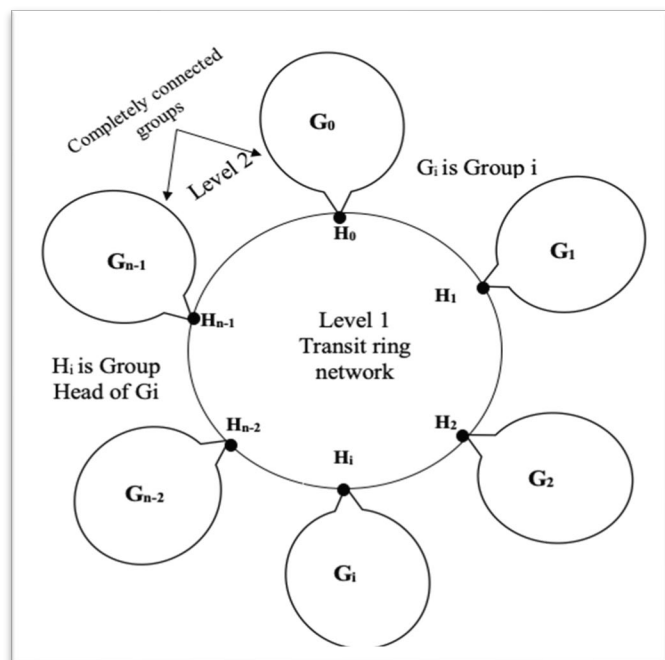 Completely connected
groups
Level 2
G₀
Gᵢ is Group i
H₀
G₁
Gₙ₋₁
H₁
Hₙ₋₁
Level 1
Transit ring
network
Hᵢ is Group
Head of Gi
Hₙ₋₂
H₂
Hᵢ
Gₙ₋₂
G₂
Gᵢ